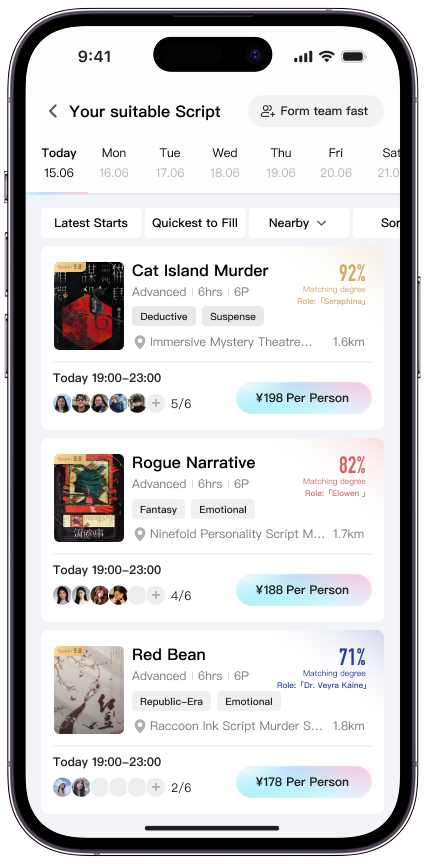 9:41
Your suitable Script
Form team fast
Today Mon Tue Wed Thu Fri Sat
15.06 16.06 17.06 18.06 19.06 20.06 21.0
Latest Starts Quickest to Fill Nearby Sor
Score: 9.8
Cat Island Murder
Advanced | 6hrs | 6P
Deductive Suspense
Immersive Mystery Theatre... 1.6km
92%
Matching degree
Role:「Seraphina」
Today 19:00–23:00
5/6
¥198 Per Person
Score: 8.8
Rogue Narrative
Advanced | 6hrs | 6P
Fantasy Emotional
Ninefold Personality Script M... 1.7km
82%
Matching degree
Role:「Elowen 」
Today 19:00–23:00
4/6
¥188 Per Person
Score: 9.8
红豆
Red Bean
Advanced | 6hrs | 6P
Republic-Era Emotional
Raccoon Ink Script Murder S... 1.8km
71%
Matching degree
Role:「Dr. Veyra Kaine」
Today 19:00–23:00
2/6
¥178 Per Person